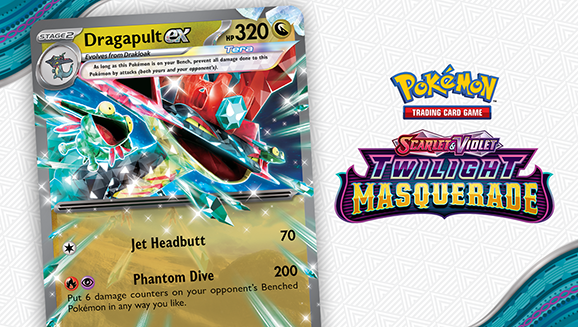 STAGE 2
Dragapult ex
HP 320
Evolves from Drakloak
Tera
As long as this Pokémon is on your Bench, prevent all damage done to this
Pokémon by attacks (both yours and your opponent's).
Jet Headbutt 70
Phantom Dive 200
Put 6 damage counters on your opponent's Benched
Pokémon in any way you like.
POKéMON
TRADING CARD GAME
SCARLET & VIOLET
TWILIGHT
MASQUERADE